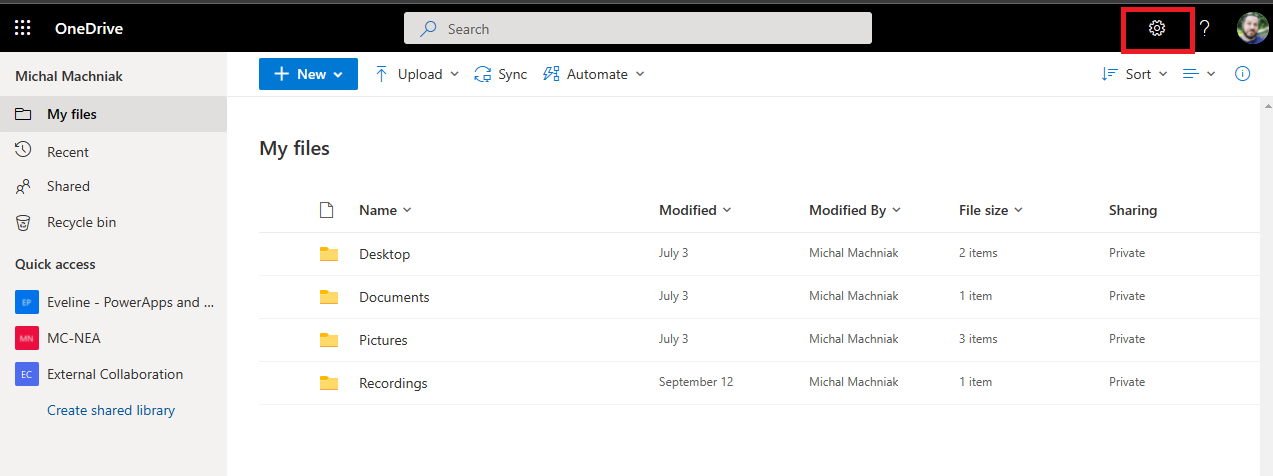 OneDrive
Search
?
Michal Machniak
My files
Recent
Shared
Recycle bin
Quick access
EP Eveline - PowerApps and ...
MN MC-NEA
EC External Collaboration
Create shared library
New Upload Sync Automate Sort
My files
Name Modified Modified By File size Sharing
Desktop July 3 Michal Machniak 2 items Private
Documents July 3 Michal Machniak 1 item Private
Pictures July 3 Michal Machniak 3 items Private
Recordings September 12 Michal Machniak 1 item Private